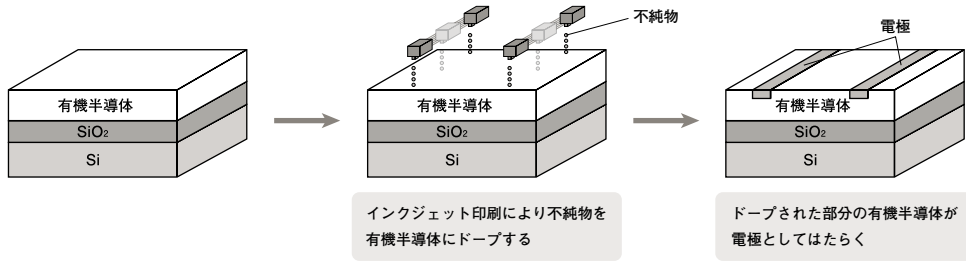 有機半導体
SiO₂
Si
不純物
有機半導体
SiO₂
Si
インクジェット印刷により不純物を
有機半導体にドープする
電極
有機半導体
SiO₂
Si
ドープされた部分の有機半導体が
電極としてはたらく